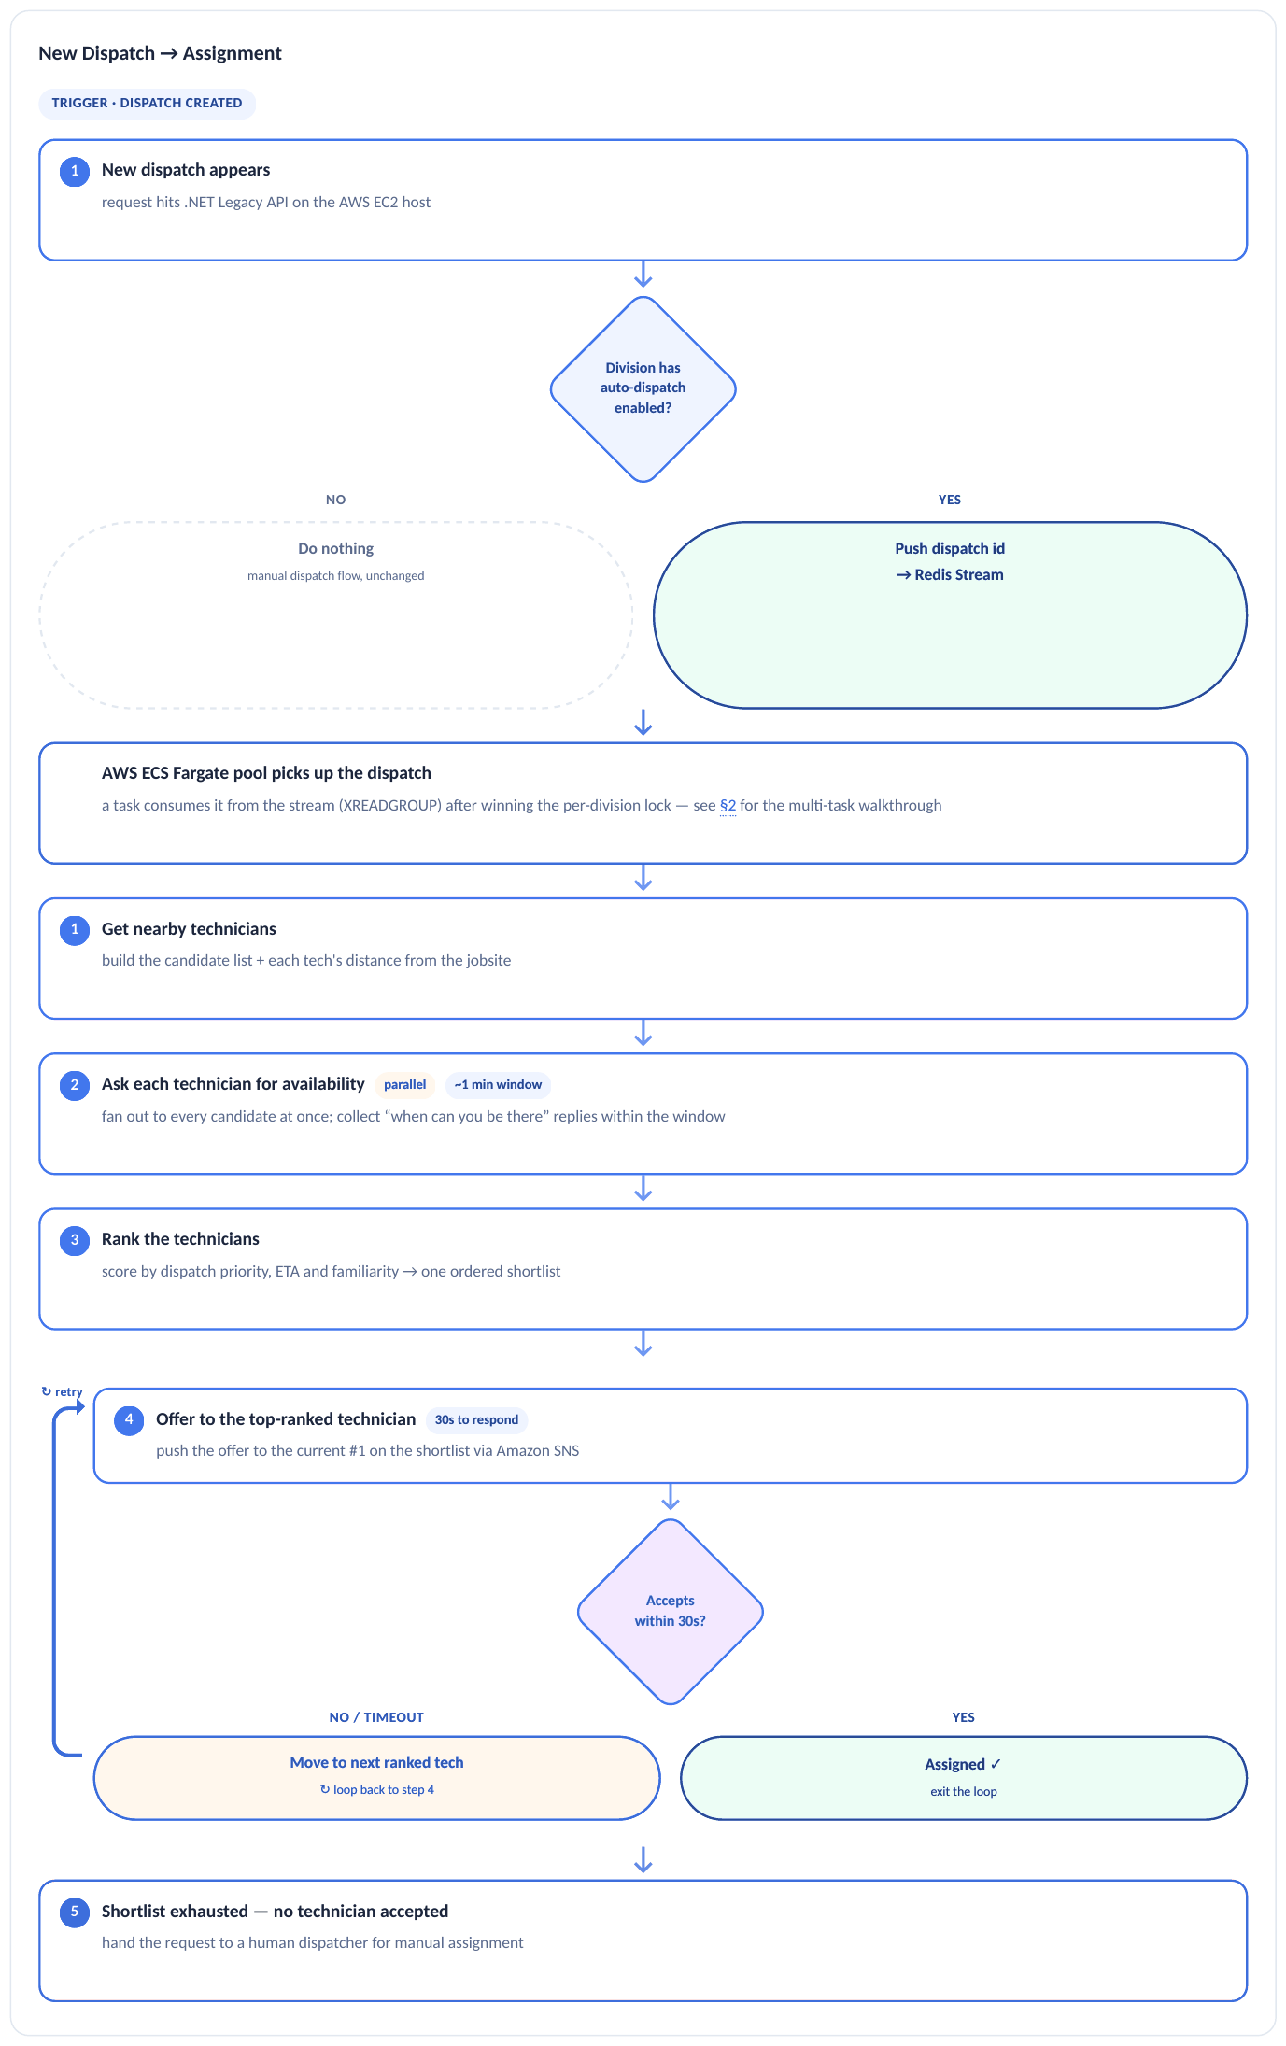 New Dispatch → Assignment
TRIGGER · DISPATCH CREATED
1 New dispatch appears
request hits .NET Legacy API on the AWS EC2 host
Division has
auto-dispatch
enabled?
NO
YES
Do nothing
manual dispatch flow, unchanged
Push dispatch id
→ Redis Stream
AWS ECS Fargate pool picks up the dispatch
a task consumes it from the stream (XREADGROUP) after winning the per-division lock — see §2 for the multi-task walkthrough
1 Get nearby technicians
build the candidate list + each tech's distance from the jobsite
2 Ask each technician for availability parallel ~1 min window
fan out to every candidate at once; collect “when can you be there” replies within the window
3 Rank the technicians
score by dispatch priority, ETA and familiarity → one ordered shortlist
↻ retry
4 Offer to the top-ranked technician 30s to respond
push the offer to the current #1 on the shortlist via Amazon SNS
Accepts
within 30s?
NO / TIMEOUT
YES
Move to next ranked tech
↻ loop back to step 4
Assigned ✓
exit the loop
5 Shortlist exhausted — no technician accepted
hand the request to a human dispatcher for manual assignment